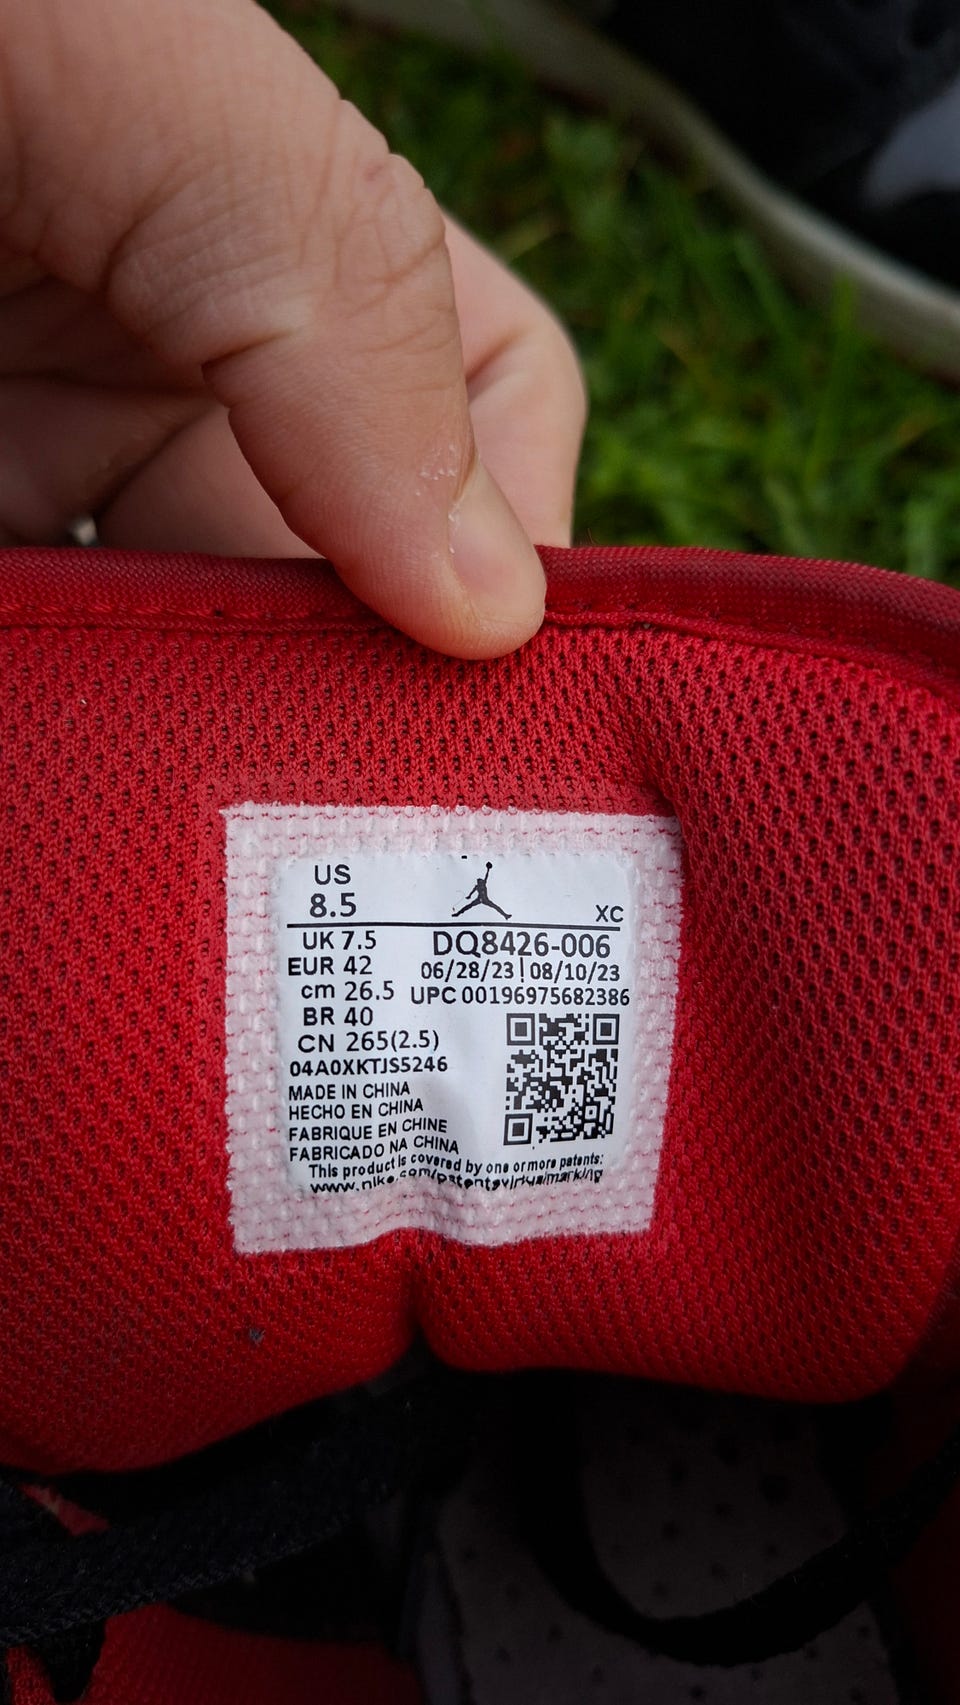 US
8.5
XC
UK 7.5
DQ8426-006
EUR 42
06/28/23 | 08/10/23
cm 26.5
UPC 00196975682386
BR 40
CN 265(2.5)
04A0XKTJS5246
MADE IN CHINA
HECHO EN CHINA
FABRIQUE EN CHINE
FABRICADO NA CHINA
This product is covered by one or more patents: